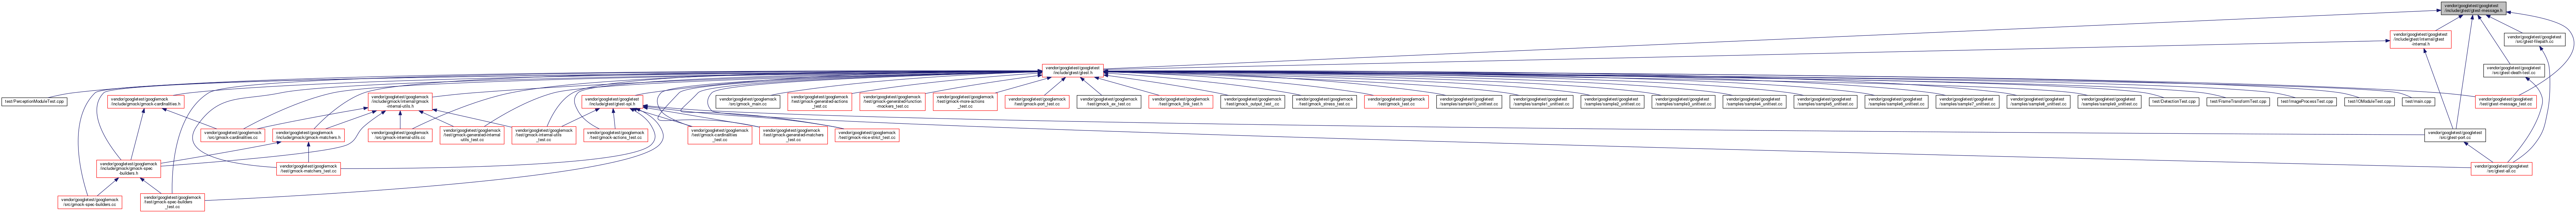 vendor/googletest/googletest
/include/gtest/gtest-message.h
vendor/googletest/googletest
/include/gtest/internal/gtest
-internal.h
vendor/googletest/googletest
/src/gtest-filepath.cc
vendor/googletest/googletest
/include/gtest/gtest.h
vendor/googletest/googletest
/src/gtest-death-test.cc
test/PerceptionModuleTest.cpp
vendor/googletest/googlemock
/include/gmock/gmock-cardinalities.h
vendor/googletest/googlemock
/include/gmock/internal/gmock
-internal-utils.h
vendor/googletest/googletest
/include/gtest/gtest-spi.h
vendor/googletest/googlemock
/src/gmock_main.cc
vendor/googletest/googlemock
/test/gmock-generated-actions
_test.cc
vendor/googletest/googlemock
/test/gmock-generated-function
-mockers_test.cc
vendor/googletest/googlemock
/test/gmock-more-actions
_test.cc
vendor/googletest/googlemock
/test/gmock-port_test.cc
vendor/googletest/googlemock
/test/gmock_ex_test.cc
vendor/googletest/googlemock
/test/gmock_link_test.h
vendor/googletest/googlemock
/test/gmock_output_test_.cc
vendor/googletest/googlemock
/test/gmock_stress_test.cc
vendor/googletest/googlemock
/test/gmock_test.cc
vendor/googletest/googletest
/samples/sample10_unittest.cc
vendor/googletest/googletest
/samples/sample1_unittest.cc
vendor/googletest/googletest
/samples/sample2_unittest.cc
vendor/googletest/googletest
/samples/sample3_unittest.cc
vendor/googletest/googletest
/samples/sample4_unittest.cc
vendor/googletest/googletest
/samples/sample5_unittest.cc
vendor/googletest/googletest
/samples/sample6_unittest.cc
vendor/googletest/googletest
/samples/sample7_unittest.cc
vendor/googletest/googletest
/samples/sample8_unittest.cc
vendor/googletest/googletest
/samples/sample9_unittest.cc
test/DetectionTest.cpp
test/FrameTransformTest.cpp
test/ImageProcessTest.cpp
test/IOModuleTest.cpp
test/main.cpp
vendor/googletest/googletest
/test/gtest-message_test.cc
vendor/googletest/googlemock
/src/gmock-cardinalities.cc
vendor/googletest/googlemock
/include/gmock/gmock-matchers.h
vendor/googletest/googlemock
/src/gmock-internal-utils.cc
vendor/googletest/googlemock
/test/gmock-generated-internal
-utils_test.cc
vendor/googletest/googlemock
/test/gmock-internal-utils
_test.cc
vendor/googletest/googlemock
/test/gmock-actions_test.cc
vendor/googletest/googlemock
/test/gmock-cardinalities
_test.cc
vendor/googletest/googlemock
/test/gmock-generated-matchers
_test.cc
vendor/googletest/googlemock
/test/gmock-nice-strict_test.cc
vendor/googletest/googletest
/src/gtest-port.cc
vendor/googletest/googlemock
/include/gmock/gmock-spec
-builders.h
vendor/googletest/googlemock
/test/gmock-matchers_test.cc
vendor/googletest/googletest
/src/gtest-all.cc
vendor/googletest/googlemock
/src/gmock-spec-builders.cc
vendor/googletest/googlemock
/test/gmock-spec-builders
_test.cc